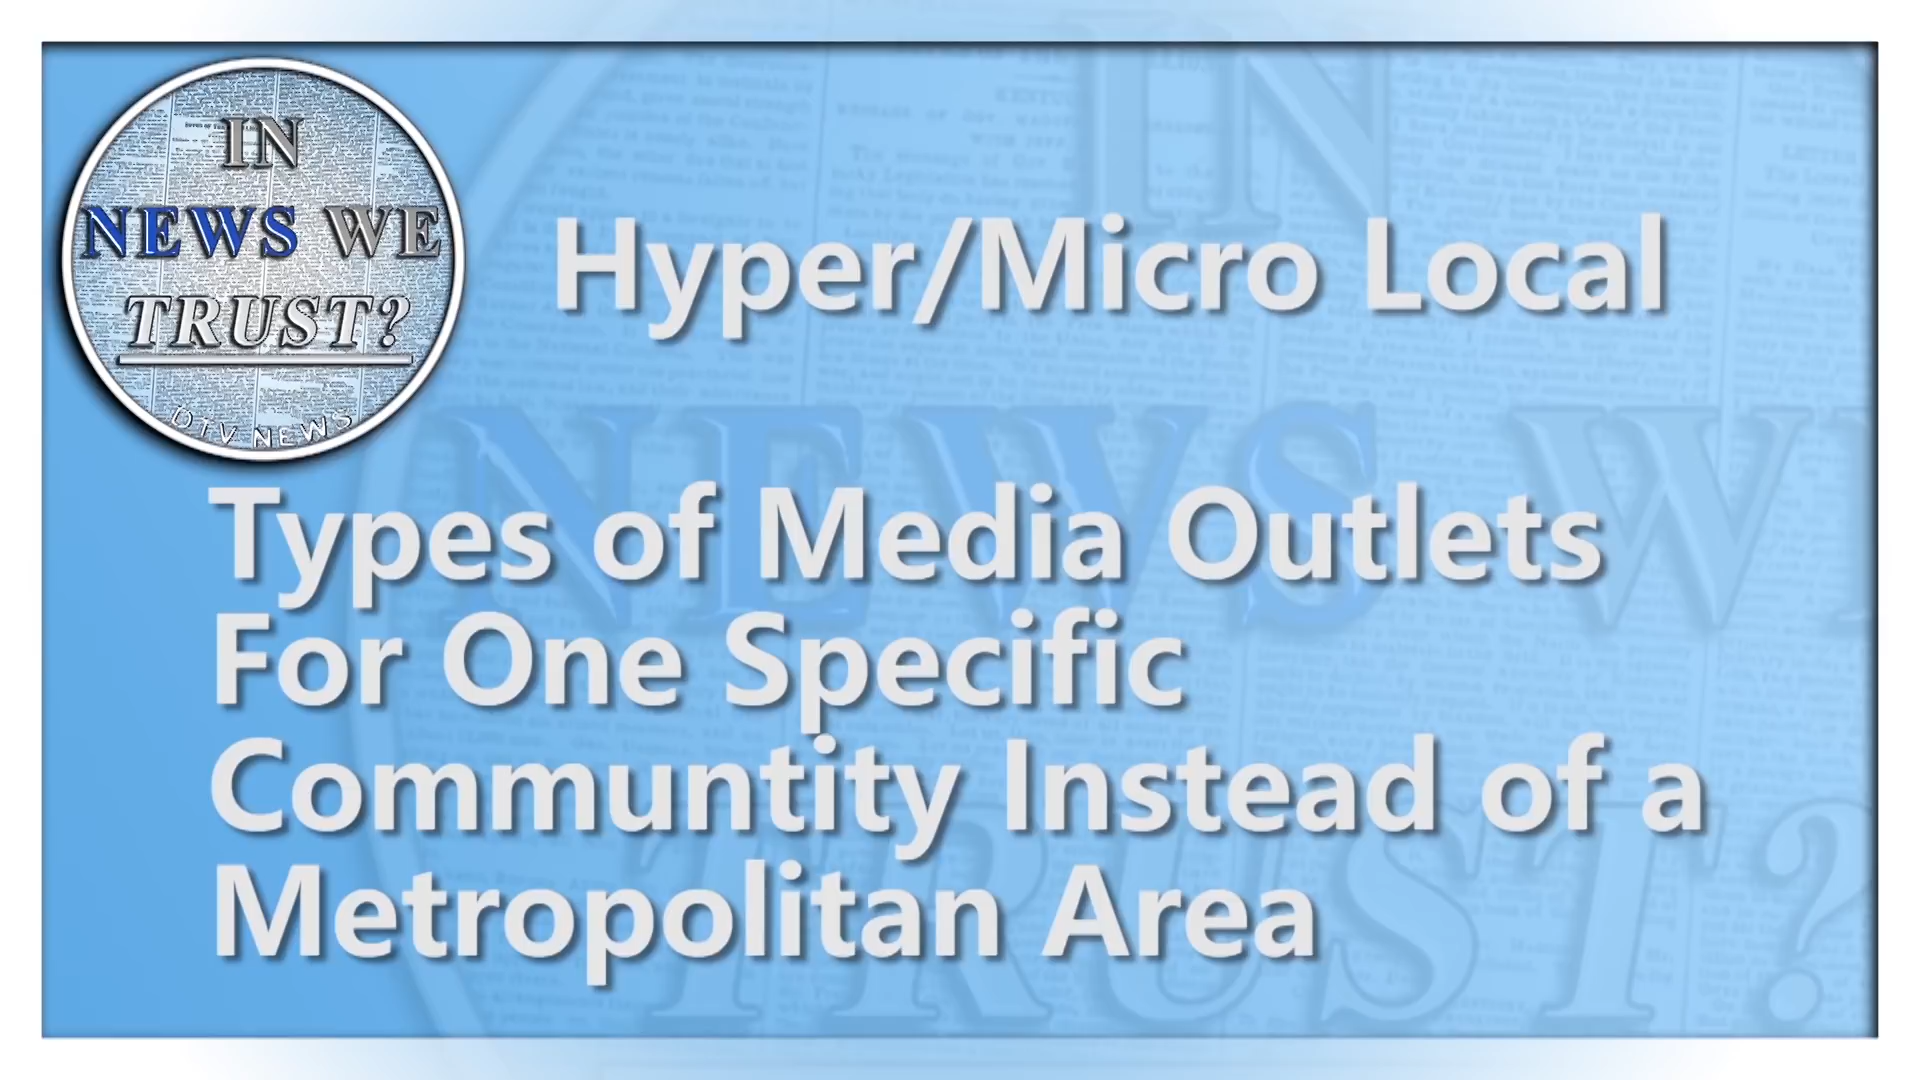 IN
NEWS WE
TRUST?
DTV NEWS
Hyper/Micro Local
Types of Media Outlets
For One Specific
Communtity Instead of a
Metropolitan Area